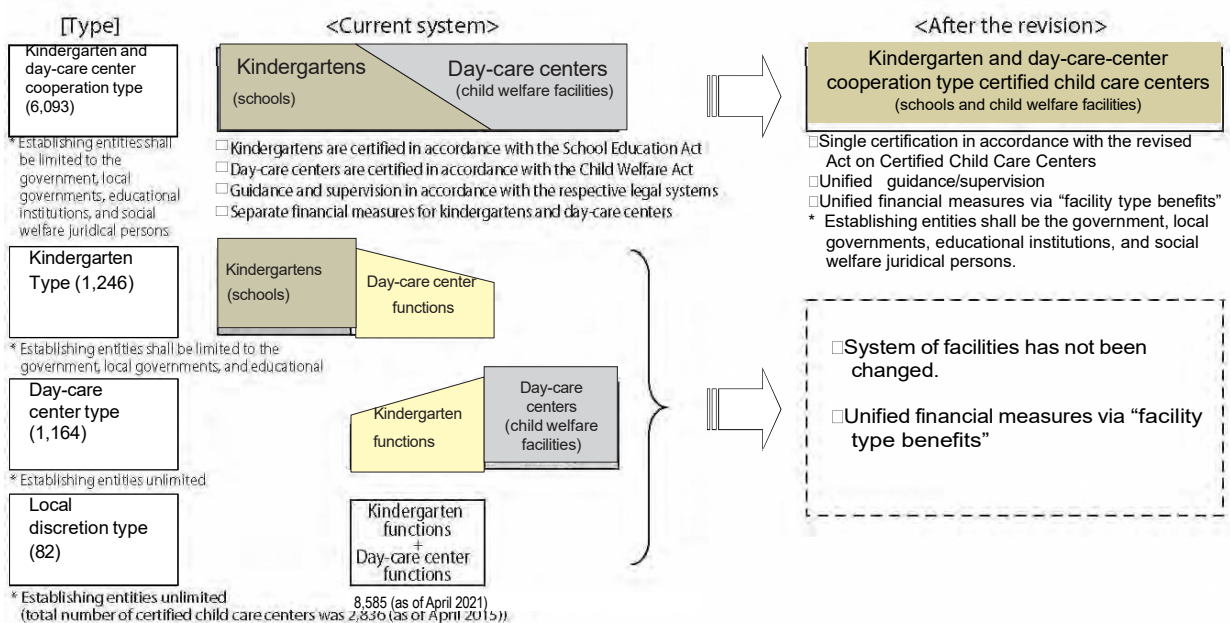 [Type]
<Current system>
<After the revision>
Kindergarten and
day-care center
cooperation type
(6,093)
* Establishing entities shall
be limited to the
government, local
governments, educational
institutions, and social
welfare juridical persons
Kindergartens
(schools)
Day-care centers
(child welfare facilities)
□Kindergartens are certified in accordance with the School Education Act
□Day-care centers are certified in accordance with the Child Welfare Act
□Guidance and supervision in accordance with the respective legal systems
□Separate financial measures for kindergartens and day-care centers
Kindergarten and day-care-center
cooperation type certified child care centers
(schools and child welfare facilities)
□Single certification in accordance with the revised
Act on Certified Child Care Centers
□Unified guidance/supervision
□Unified financial measures via “facility type benefits”
* Establishing entities shall be the government, local
governments, educational institutions, and social
welfare juridical persons.
Kindergarten
Type (1,246)
Kindergartens
(schools)
Day-care center
functions
* Establishing entities shall be limited to the
government, local governments, and educational
Day-care
center type
(1,164)
Kindergarten
functions
Day-care
centers
(child welfare
facilities)
* Establishing entities unlimited
□System of facilities has not been
changed.
□Unified financial measures via “facility
type benefits”
Local
discretion type
(82)
Kindergarten
functions
+
Day-care center
functions
* Establishing entities unlimited
8,585 (as of April 2021)
(total number of certified child care centers was 2,836 (as of April 2015))